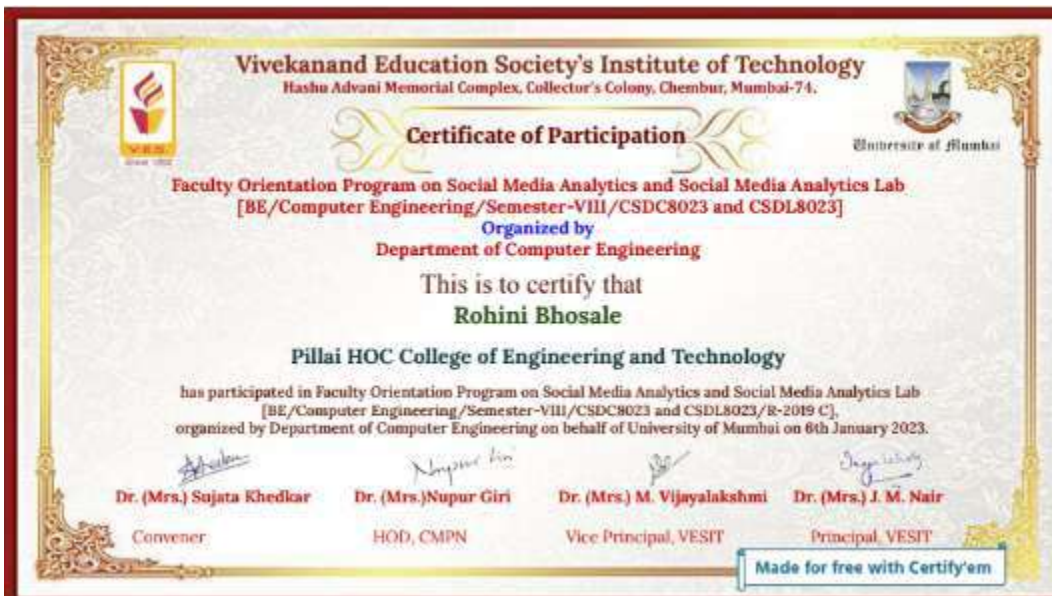 Vivekanand Education Society's Institute of Technology
Hashu Advani Memorial Complex, Collector's Colony, Chembur, Mumbai-74.
V.E.S.
Since 1962
University of Mumbai
Certificate of Participation
Faculty Orientation Program on Social Media Analytics and Social Media Analytics Lab
[BE/Computer Engineering/Semester-VIII/CSDC8023 and CSDL8023]
Organized by
Department of Computer Engineering
This is to certify that
Rohini Bhosale
Pillai HOC College of Engineering and Technology
has participated in Faculty Orientation Program on Social Media Analytics and Social Media Analytics Lab
[BE/Computer Engineering/Semester-VIII/CSDC8023 and CSDL8023/R-2019 C],
organized by Department of Computer Engineering on behalf of University of Mumbai on 6th January 2023.
Nupur Giri
Dr. (Mrs.) Sujata Khedkar Dr. (Mrs.)Nupur Giri Dr. (Mrs.) M. Vijayalakshmi Dr. (Mrs.) J. M. Nair
Convener HOD, CMPN Vice Principal, VESIT Principal, VESIT
Made for free with Certify'em